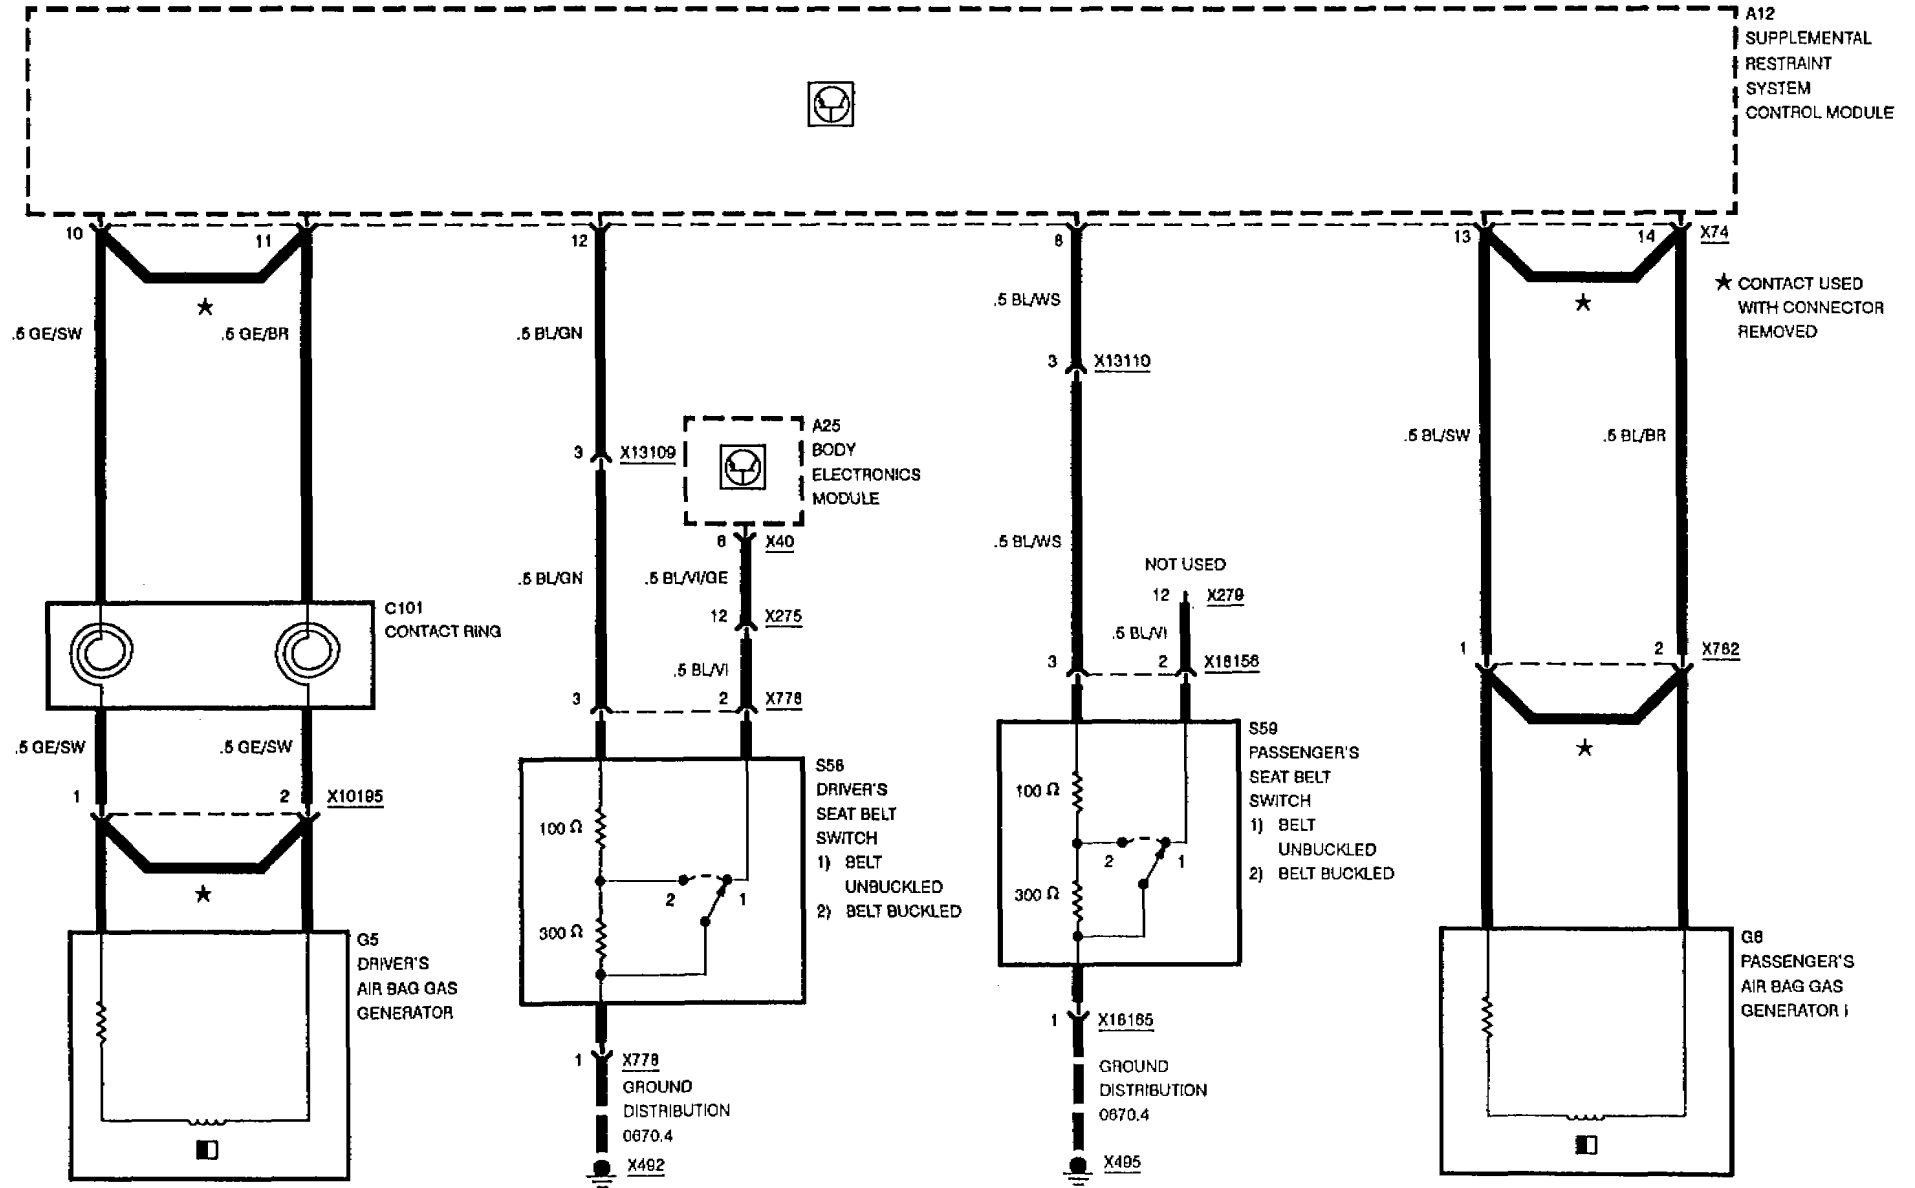 A12
SUPPLEMENTAL
RESTRAINT
SYSTEM
CONTROL MODULE
10
11
12
8
13
14
X74
★
★
★ CONTACT USED
WITH CONNECTOR
REMOVED
.5 GE/SW
.5 GE/BR
.5 BL/GN
.5 BL/WS
3
X13110
.5 BL/SW
.5 BL/BR
3
X13109
A25
BODY
ELECTRONICS
MODULE
6
X40
.5 BL/GN
.5 BL/VI/GE
12
X275
.5 BL/VI
3
2
X778
.5 BL/WS
NOT USED
12
X279
.5 BL/VI
3
2
X18156
1
2
X782
★
C101
CONTACT RING
.5 GE/SW
.5 GE/SW
1
2
X10195
★
S58
DRIVER'S
SEAT BELT
SWITCH
1) BELT
UNBUCKLED
2) BELT BUCKLED
100 Ω
300 Ω
2
1
S59
PASSENGER'S
SEAT BELT
SWITCH
1) BELT
UNBUCKLED
2) BELT BUCKLED
100 Ω
300 Ω
2
1
G5
DRIVER'S
AIR BAG GAS
GENERATOR
1
X778
GROUND
DISTRIBUTION
0670.4
X492
1
X18165
GROUND
DISTRIBUTION
0670.4
X495
G8
PASSENGER'S
AIR BAG GAS
GENERATOR I